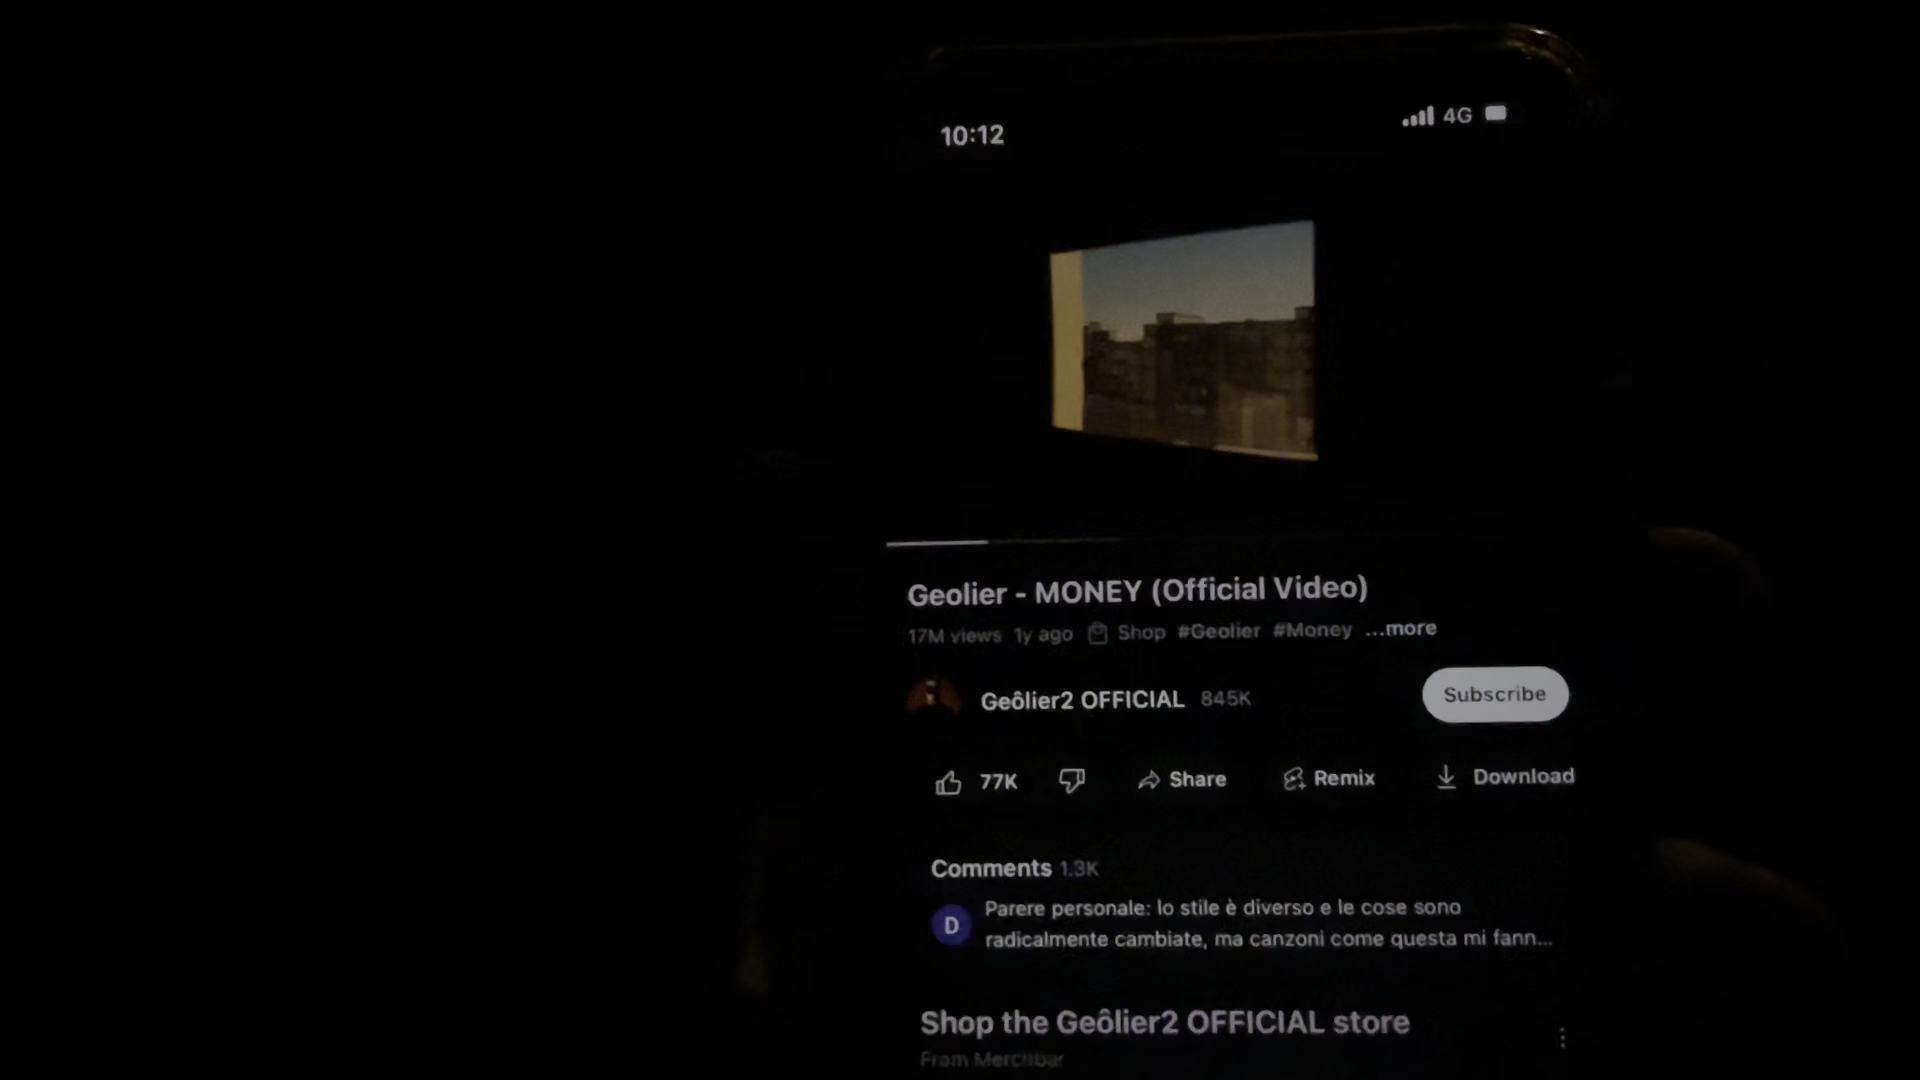 10:12
4G
Geolier - MONEY (Official Video)
17M views 1y ago Shop #Geolier #Money ...more
Geôlier2 OFFICIAL 845K
Subscribe
77K Share Remix Download
Comments 1.3K
D
Parere personale: lo stile è diverso e le cose sono
radicalmente cambiate, ma canzoni come questa mi fann...
Shop the Geôlier2 OFFICIAL store
From Merchbar